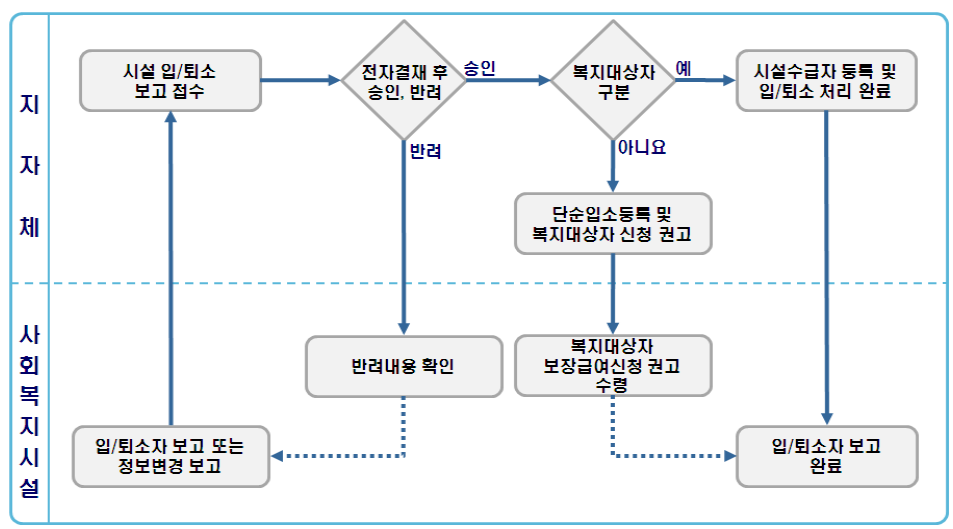 지자체
시설 입/퇴소
보고 접수
전자결재 후
승인, 반려
승인
반려
복지대상자
구분
예
아니요
시설수급자 등록 및
입/퇴소 처리 완료
단순입소등록 및
복지대상자 신청 권고
사회복지시설
반려내용 확인
복지대상자
보장급여신청 권고
수령
입/퇴소자 보고 또는
정보변경 보고
입/퇴소자 보고
완료